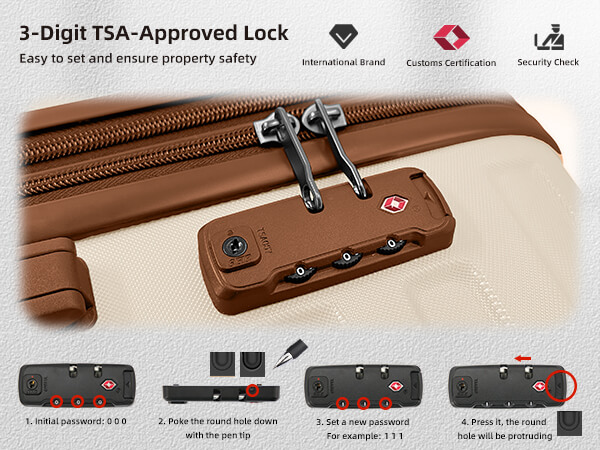 3-Digit TSA-Approved Lock
Easy to set and ensure property safety
International Brand
Customs Certification
Security Check
TSA007
0 0 0
1. Initial password: 0 0 0
2. Poke the round hole down
with the pen tip
3. Set a new password
For example: 1 1 1
4. Press it, the round
hole will be protruding